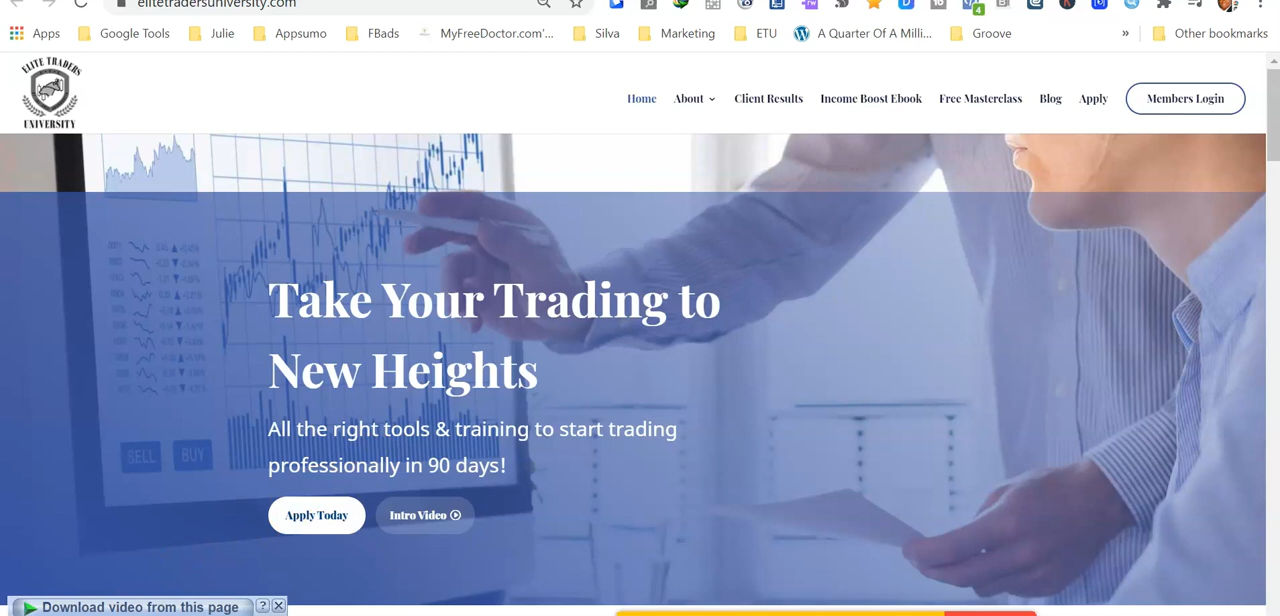 elitetradersuniversity.com
4
Apps
Google Tools
Julie
Appsumo
FBads
MyFreeDoctor.com'...
Silva
Marketing
ETU
A Quarter Of A Milli...
Groove
»
Other bookmarks
ELITE TRADERS
UNIVERSITY
Home
About
Client Results
Income Boost Ebook
Free Masterclass
Blog
Apply
Members Login
Take Your Trading to
New Heights
All the right tools & training to start trading
professionally in 90 days!
SELL
BUY
Apply Today
Intro Video
Download video from this page
?